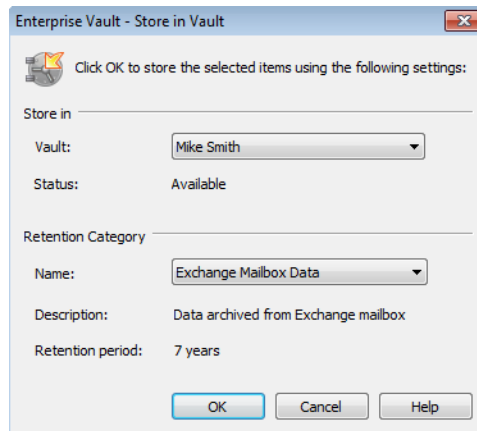 Enterprise Vault - Store in Vault
Click OK to store the selected items using the following settings:
Store in
Vault: Mike Smith
Status: Available
Retention Category
Name: Exchange Mailbox Data
Description: Data archived from Exchange mailbox
Retention period: 7 years
OK Cancel Help